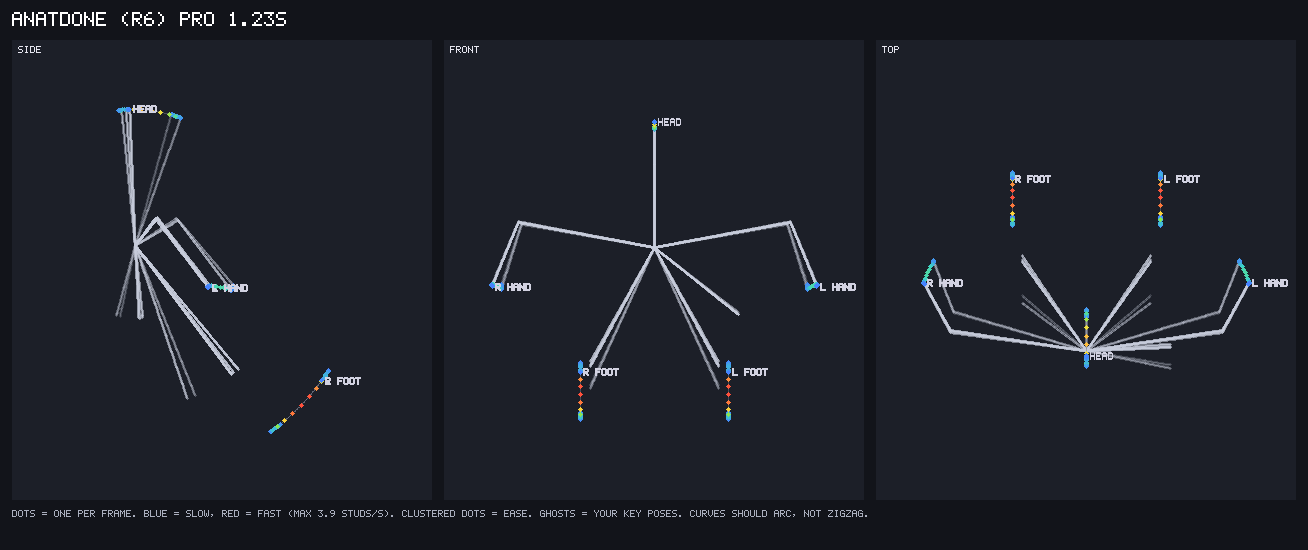 ANATDONE (R6) PRO 1.23S
SIDE
HEAD
HAND
R FOOT
FRONT
HEAD
R HAND
L HAND
R FOOT
L FOOT
TOP
R FOOT
L FOOT
R HAND
L HAND
HEAD
DOTS = ONE PER FRAME. BLUE = SLOW, RED = FAST (MAX 3.9 STUDS/S). CLUSTERED DOTS = EASE. GHOSTS = YOUR KEY POSES. CURVES SHOULD ARC, NOT ZIGZAG.